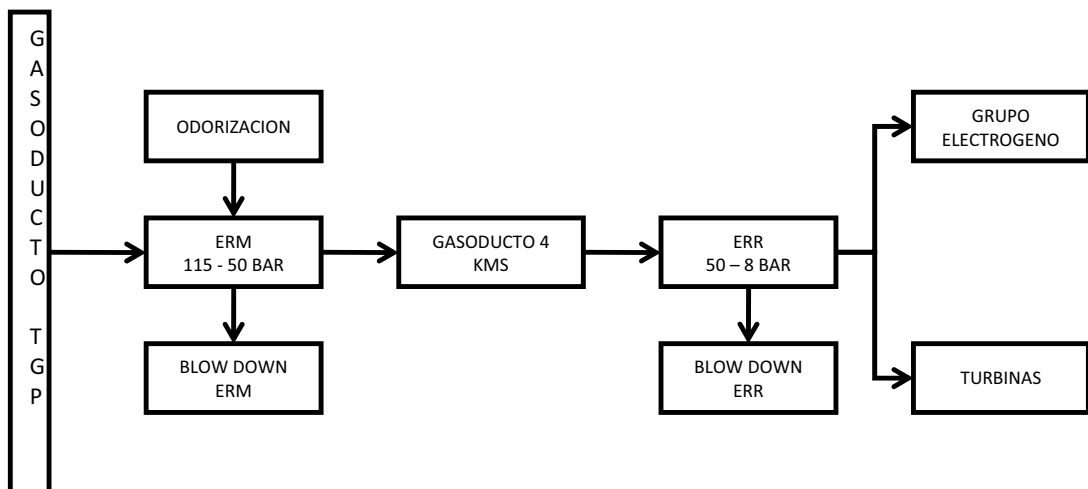 GASODUCTO TGP
ODORIZACION
GRUPO
ELECTROGENO
ERM
115 - 50 BAR
GASODUCTO 4
KMS
ERR
50 – 8 BAR
BLOW DOWN
ERM
BLOW DOWN
ERR
TURBINAS